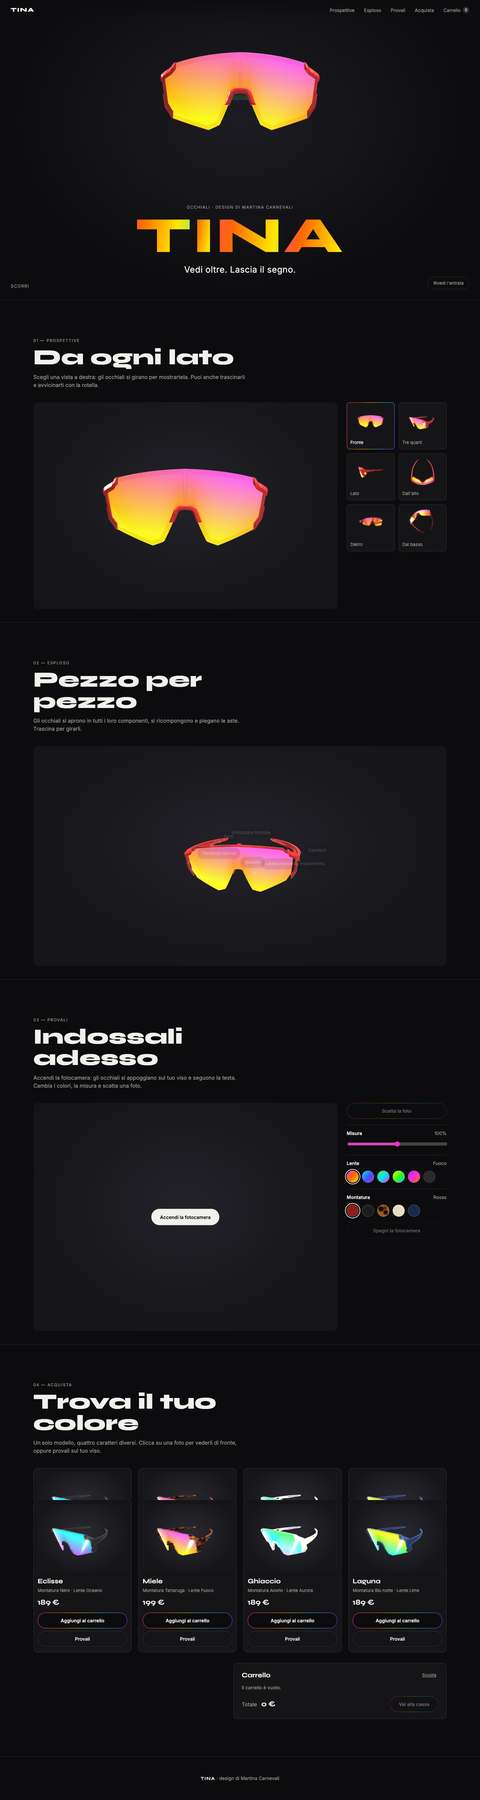 TINA
Prospettive
Esploso
Provali
Acquista
Carrello 0
OCCHIALI · DESIGN DI MARTINA CARNEVALI
TINA
Vedi oltre. Lascia il segno.
SCORRI
Rivedi l'entrata
01 — PROSPETTIVE
Da ogni lato
Scegli una vista a destra: gli occhiali si girano per mostrartela. Puoi anche trascinarli
e avvicinarti con la rotella.
Fronte
Tre quarti
Lato
Dall'alto
Dietro
Dal basso
02 — ESPLOSO
Pezzo per
pezzo
Gli occhiali si aprono in tutti i loro componenti, si ricompongono e piegano le aste.
Trascina per girarli.
03 — PROVALI
Indossali
adesso
Accendi la fotocamera: gli occhiali si appoggiano sul tuo viso e seguono la testa.
Cambia i colori, la misura e scatta una foto.
Accendi la fotocamera
Scatta la foto
Misura
100%
Lente
Fuoco
Montatura
Rosso
Spegni la fotocamera
04 — ACQUISTA
Trova il tuo
colore
Un solo modello, quattro caratteri diversi. Clicca su una foto per vederli di fronte,
oppure provali sul tuo viso.
Eclisse
Montatura Nero · Lente Oceano
189 €
Aggiungi al carrello
Provali
Miele
Montatura Tartaruga · Lente Fuoco
199 €
Aggiungi al carrello
Provali
Ghiaccio
Montatura Avorio · Lente Aurora
189 €
Aggiungi al carrello
Provali
Laguna
Montatura Blu notte · Lente Lime
189 €
Aggiungi al carrello
Provali
Carrello
Svuota
Il carrello è vuoto.
Totale 0 €
Vai alla cassa
TINA · design di Martina Carnevali